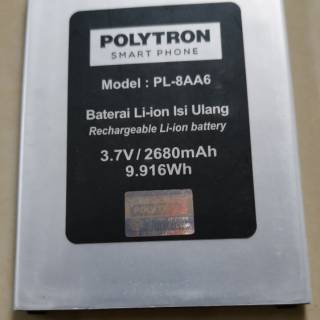 POLYTRON
SMART PHONE
Model : PL-8AA6
Baterai Li-ion Isi Ulang
Rechargeable Li-ion battery
3.7V / 2680mAh
9.916Wh
POLYTRON